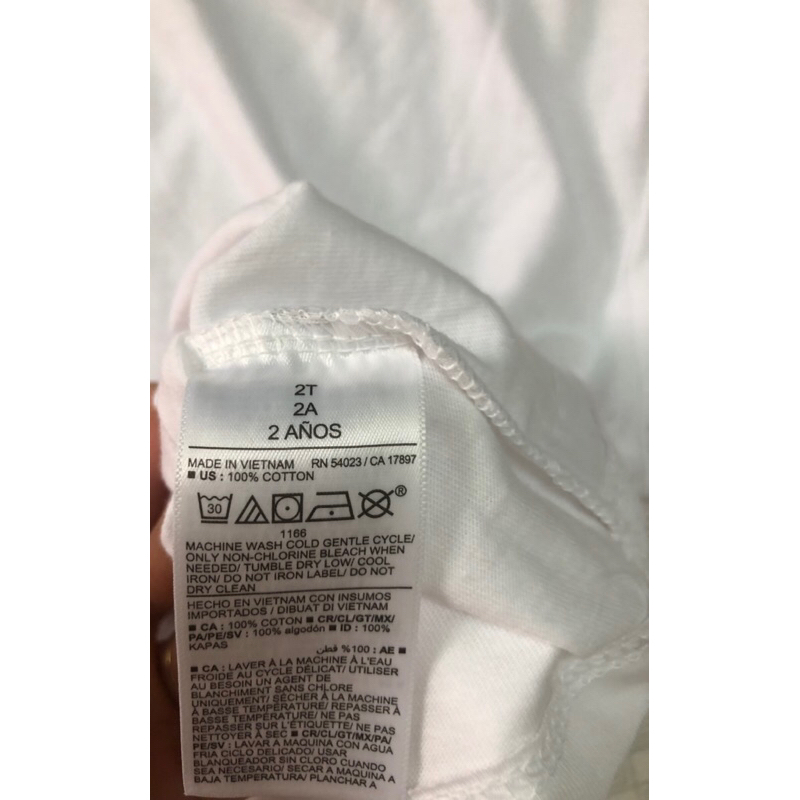 2T
2A
2 AÑOS
MADE IN VIETNAM RN 54023 / CA 17897
■ US : 100% COTTON
30 ®
1166
MACHINE WASH COLD GENTLE CYCLE/
ONLY NON-CHLORINE BLEACH WHEN
NEEDED/ TUMBLE DRY LOW/ COOL
IRON/ DO NOT IRON LABEL/ DO NOT
DRY CLEAN
HECHO EN VIETNAM CON INSUMOS
IMPORTADOS / DIBUAT DI VIETNAM
■ CA : 100% COTON ■ CR/CL/GT/MX/
PA/PE/SV : 100% algodón ■ ID : 100%
KAPAS
■ AE : 100 % قطن
■ CA : LAVER À LA MACHINE À L'EAU
FROIDE AU CYCLE DÉLICAT/ UTILISER
AU BESOIN UN AGENT DE
BLANCHIMENT SANS CHLORE
UNIQUEMENT/ SÉCHER À LA MACHINE
À BASSE TEMPÉRATURE/ REPASSER À
BASSE TEMPÉRATURE/ NE PAS
REPASSER SUR L'ÉTIQUETTE/ NE PAS
NETTOYER À SEC ■ CR/CL/GT/MX/PA/
PE/SV : LAVAR A MAQUINA CON AGUA
FRIA CICLO DELICADO/ USAR
BLANQUEADOR SIN CLORO CUANDO
SEA NECESARIO/ SECAR A MAQUINA A
BAJA TEMPERATURA/ PLANCHAR A